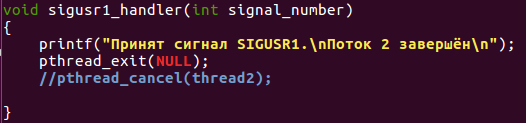 void sigusr1_handler(int signal_number)
{
    printf("Принят сигнал SIGUSR1.\nПоток 2 завершён\n");
    pthread_exit(NULL);
    //pthread_cancel(thread2);
}